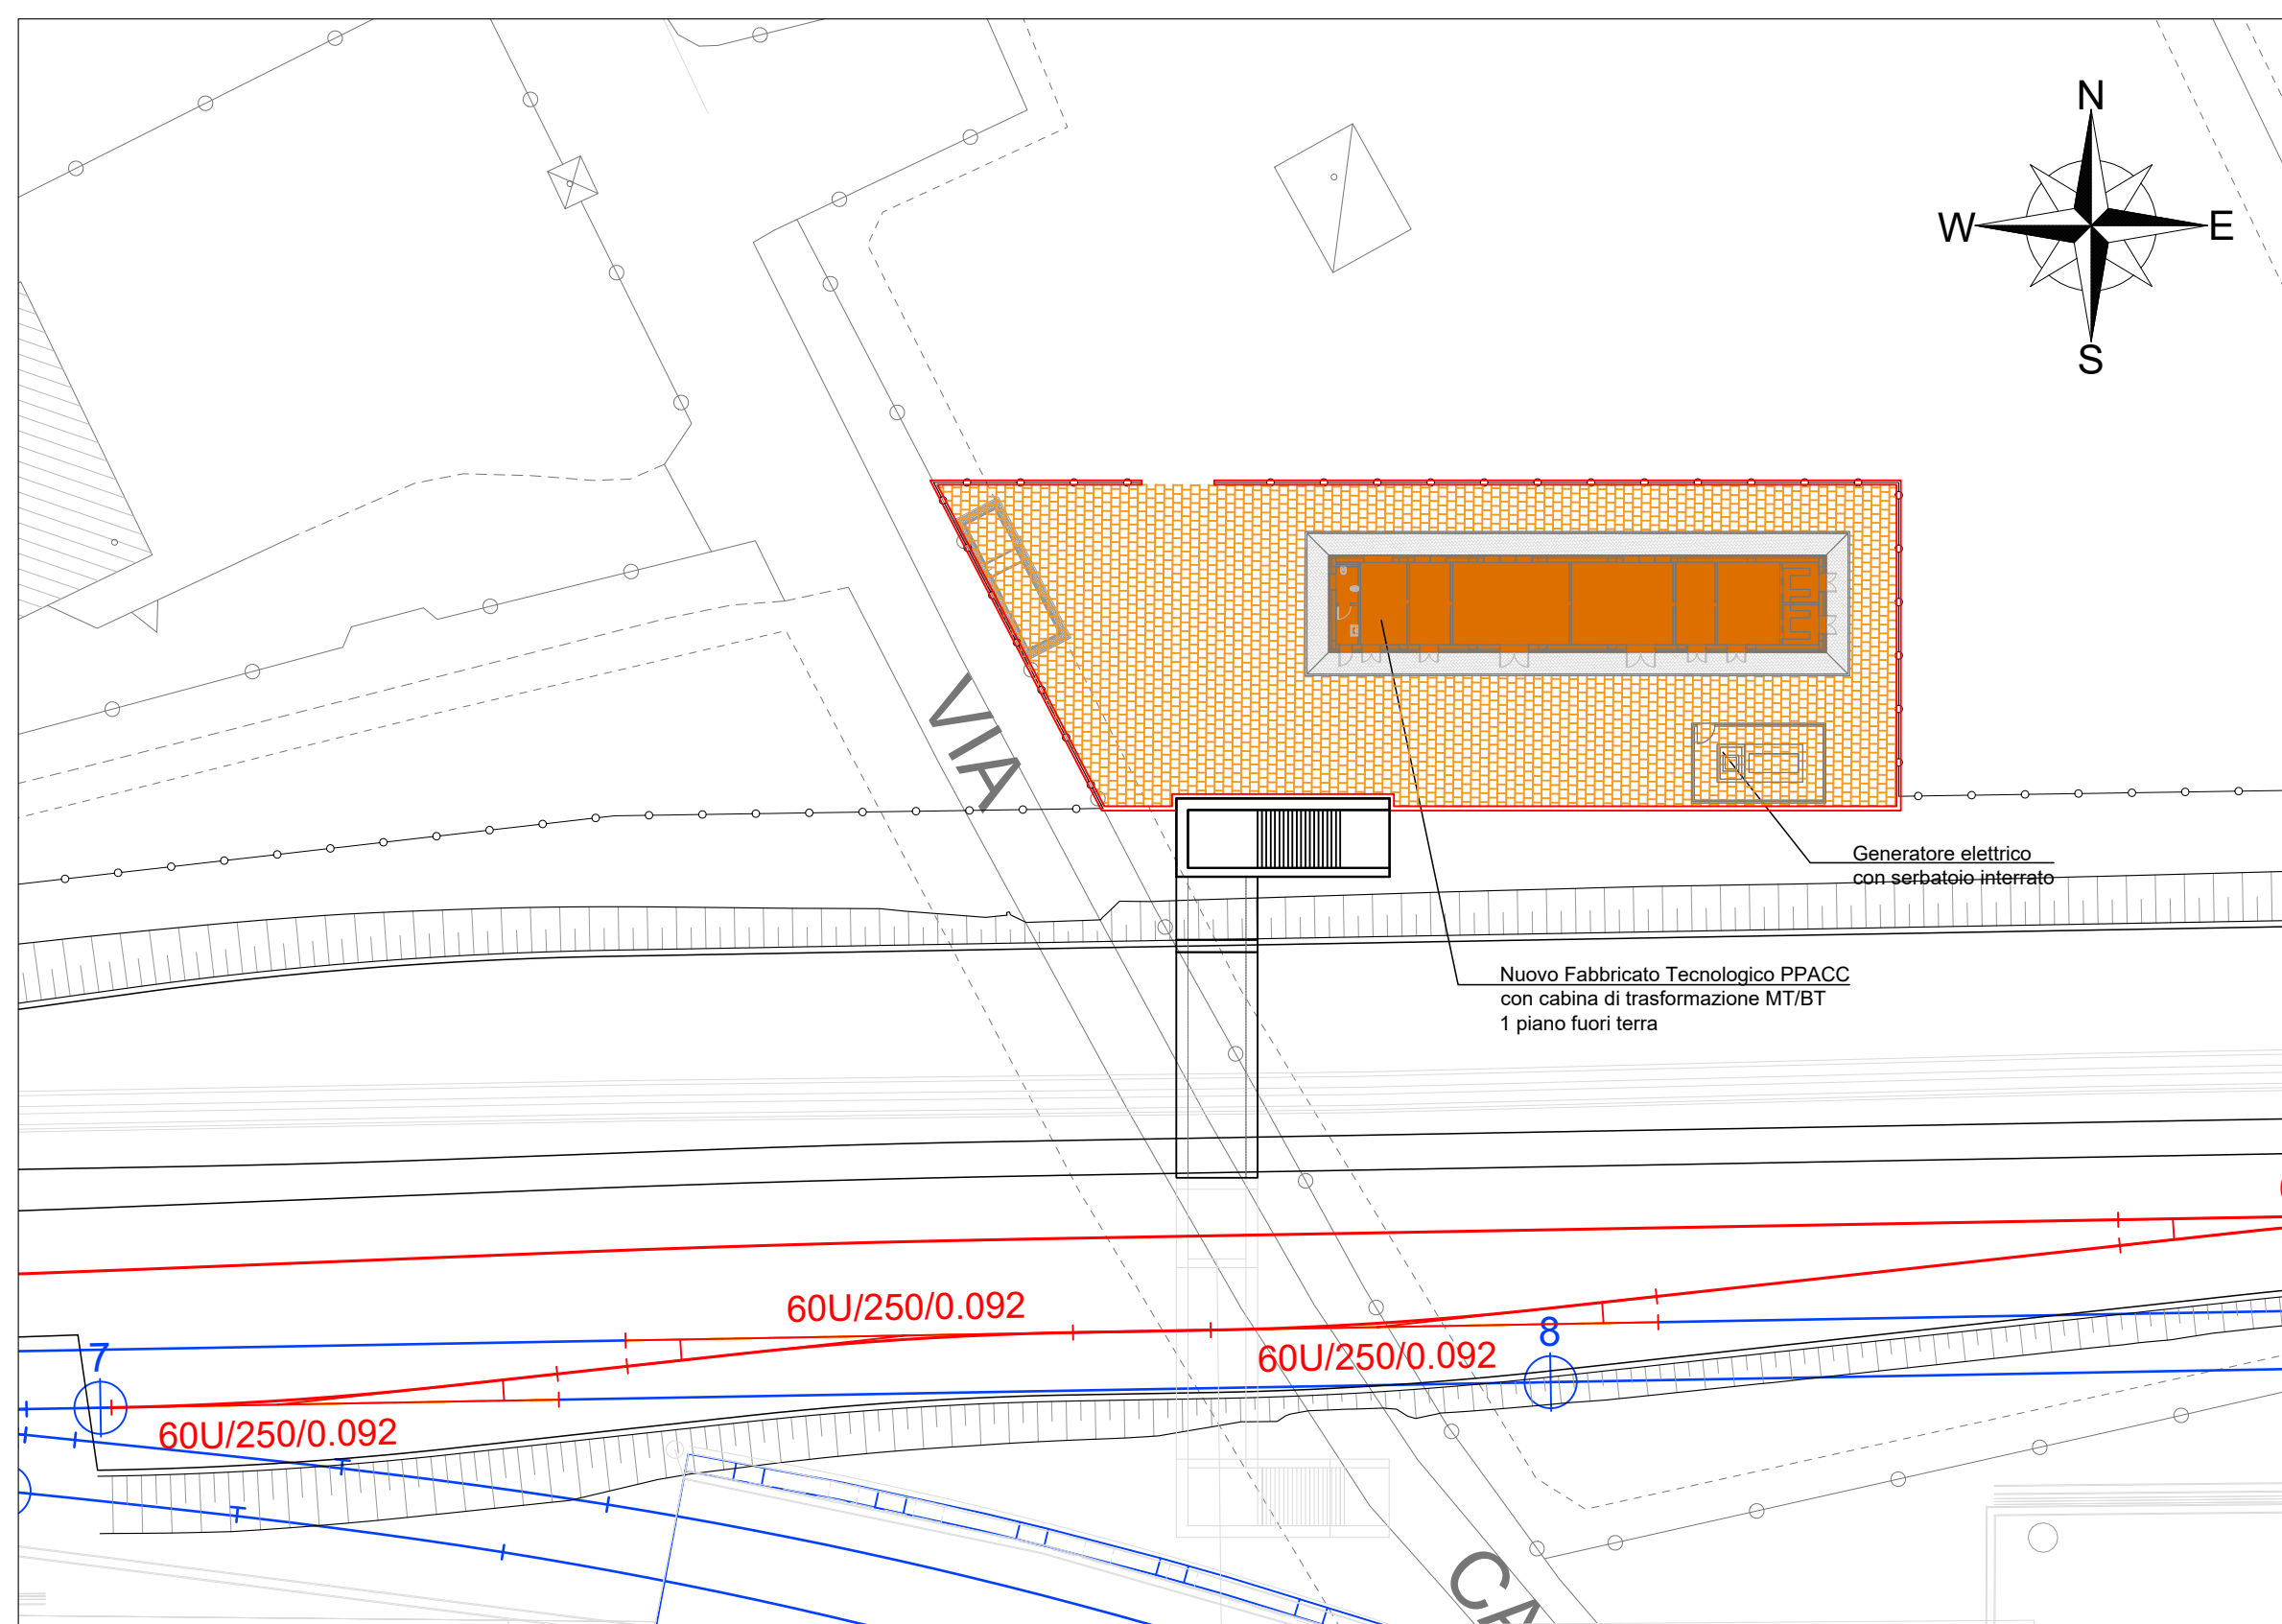 N
W
E
S
VIA
Generatore elettrico
con serbatoio interrato
Nuovo Fabbricato Tecnologico PPACC
con cabina di trasformazione MT/BT
1 piano fuori terra
60U/250/0.092
8
7
60U/250/0.092
60U/250/0.092
CA